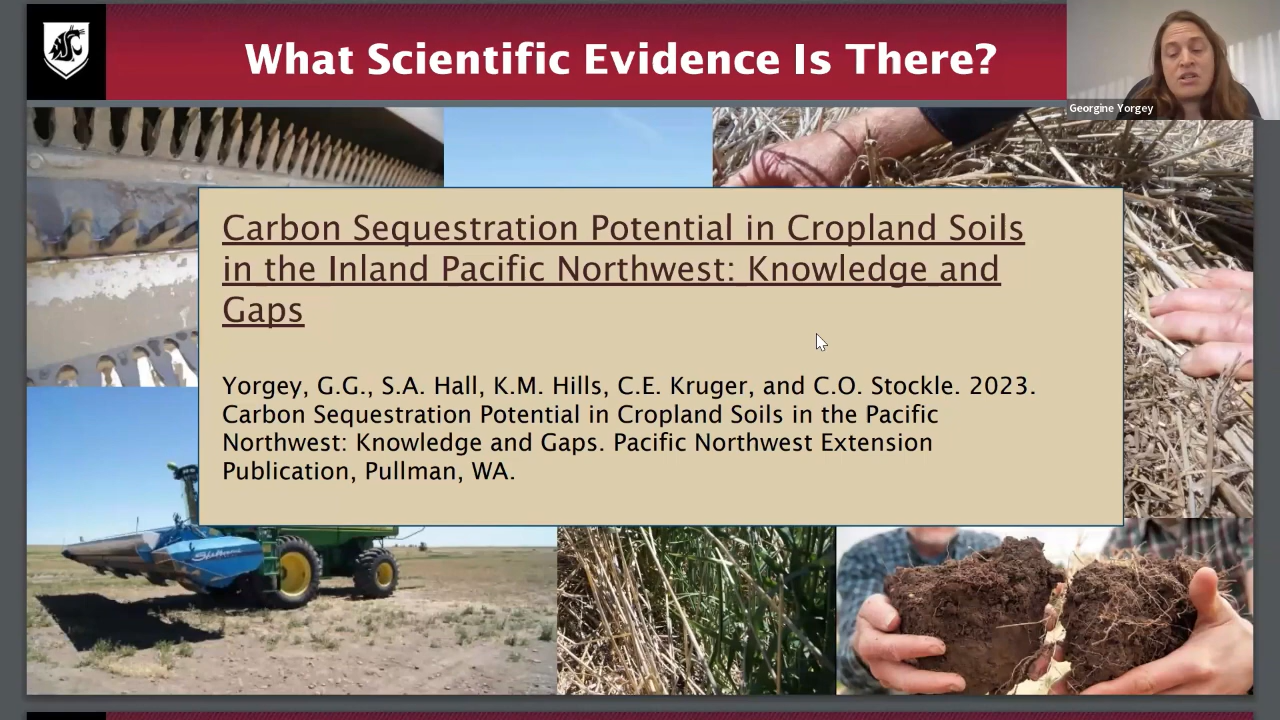 What Scientific Evidence Is There?
Georgine Yorgey
Carbon Sequestration Potential in Cropland Soils
in the Inland Pacific Northwest: Knowledge and
Gaps
Yorgey, G.G., S.A. Hall, K.M. Hills, C.E. Kruger, and C.O. Stockle. 2023.
Carbon Sequestration Potential in Cropland Soils in the Pacific
Northwest: Knowledge and Gaps. Pacific Northwest Extension
Publication, Pullman, WA.